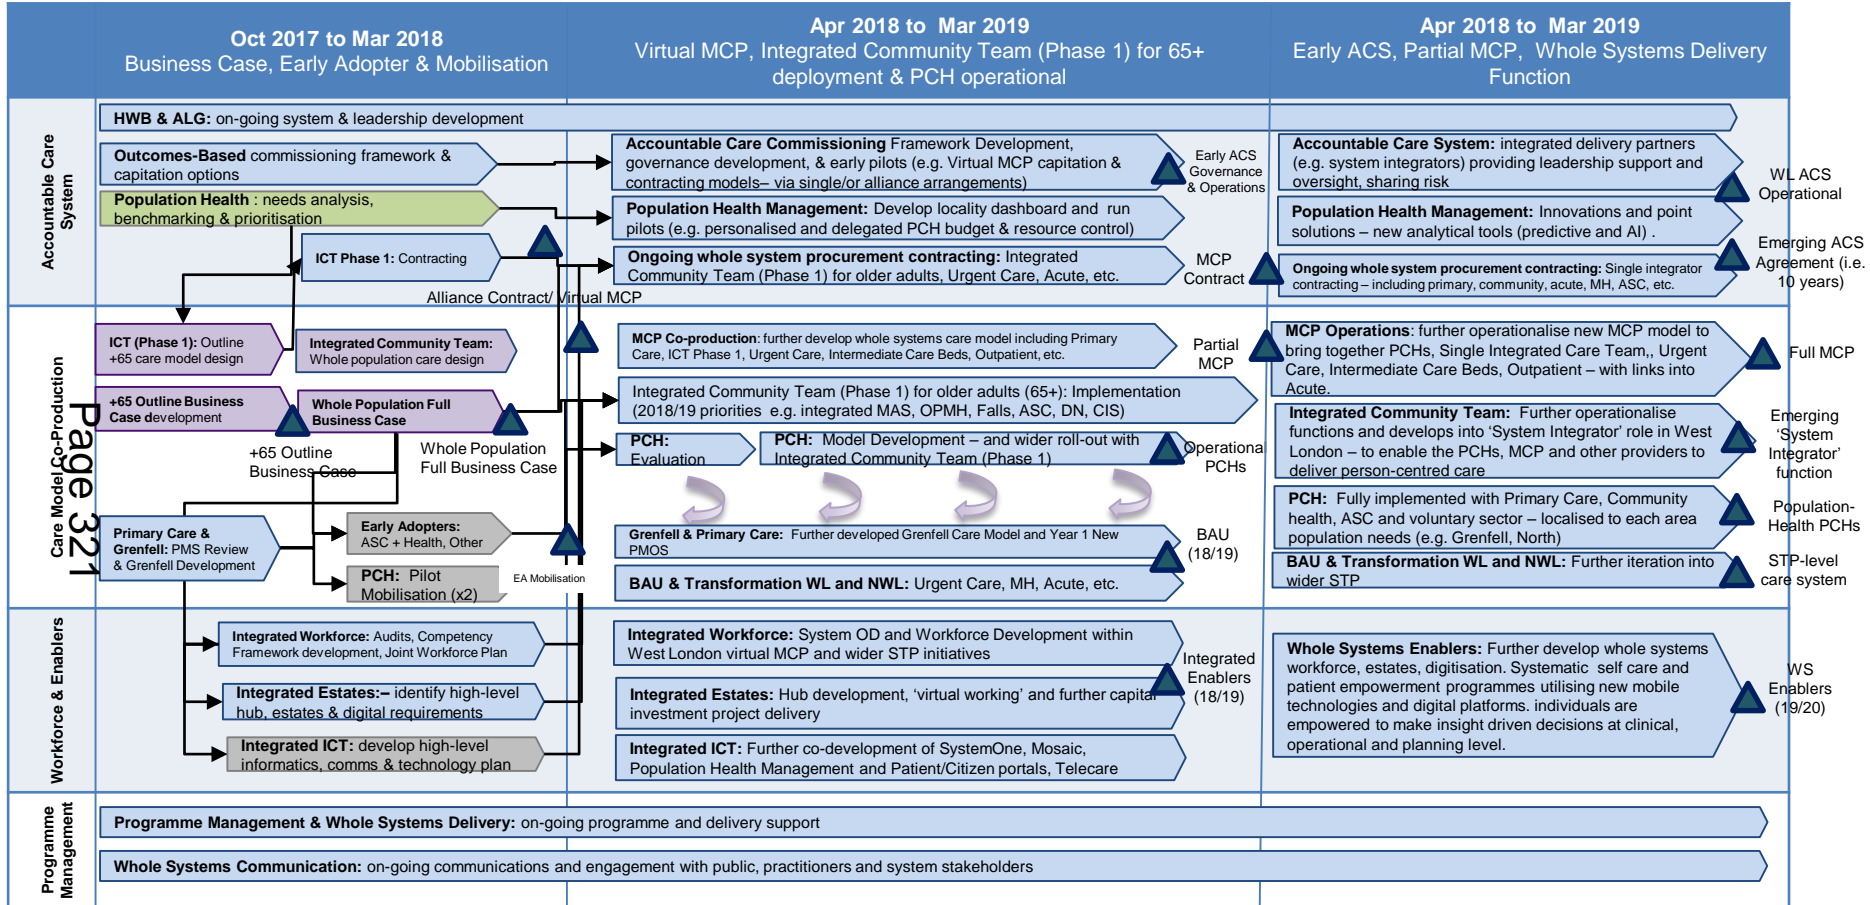 Oct 2017 to Mar 2018
Business Case, Early Adopter & Mobilisation
Apr 2018 to  Mar 2019
Virtual MCP, Integrated Community Team (Phase 1) for 65+
deployment & PCH operational
Apr 2018 to  Mar 2019
Early ACS, Partial MCP,  Whole Systems Delivery
Function
Accountable Care
System
HWB & ALG: on-going system & leadership development
Outcomes-Based commissioning framework &
capitation options
Population Health : needs analysis,
benchmarking & prioritisation
ICT Phase 1: Contracting
Alliance Contract/ Virtual MCP
Accountable Care Commissioning Framework Development,
governance development, & early pilots (e.g. Virtual MCP capitation &
contracting models– via single/or alliance arrangements)
Early ACS
Governance
& Operations
Population Health Management: Develop locality dashboard and  run
pilots (e.g. personalised and delegated PCH budget & resource control)
Ongoing whole system procurement contracting: Integrated
Community Team (Phase 1) for older adults, Urgent Care, Acute, etc.
MCP
Contract
Accountable Care System: integrated delivery partners
(e.g. system integrators) providing leadership support and
oversight, sharing risk
WL ACS
Operational
Population Health Management: Innovations and point
solutions – new analytical tools (predictive and AI) .
Ongoing whole system procurement contracting: Single integrator
contracting – including primary, community, acute, MH, ASC, etc.
Emerging ACS
Agreement (i.e.
10 years)
Care Model Co-Production
Page 321
ICT (Phase 1): Outline
+65 care model design
Integrated Community Team:
Whole population care design
+65 Outline Business
Case development
Whole Population Full
Business Case
+65 Outline
Business Case
Whole Population
Full Business Case
Primary Care &
Grenfell: PMS Review
& Grenfell Development
Early Adopters:
ASC + Health, Other
PCH:  Pilot
Mobilisation (x2)
EA Mobilisation
MCP Co-production: further develop whole systems care model including Primary
Care, ICT Phase 1, Urgent Care, Intermediate Care Beds, Outpatient, etc.
Partial
MCP
Integrated Community Team (Phase 1) for older adults (65+): Implementation
(2018/19 priorities  e.g. integrated MAS, OPMH, Falls, ASC, DN, CIS)
PCH:
Evaluation
PCH:  Model Development – and wider roll-out with
Integrated Community Team (Phase 1)
Operational
PCHs
Grenfell & Primary Care:  Further developed Grenfell Care Model and Year 1 New
PMOS
BAU
(18/19)
BAU & Transformation WL and NWL: Urgent Care, MH, Acute, etc.
MCP Operations: further operationalise new MCP model to
bring together PCHs, Single Integrated Care Team,, Urgent
Care, Intermediate Care Beds, Outpatient – with links into
Acute.
Full MCP
Integrated Community Team:  Further operationalise
functions and develops into ‘System Integrator’ role in West
London – to enable the PCHs, MCP and other providers to
deliver person-centred care
Emerging
‘System
Integrator’
function
PCH:  Fully implemented with Primary Care, Community
health, ASC and voluntary sector – localised to each area
population needs (e.g. Grenfell, North)
Population-
Health PCHs
BAU & Transformation WL and NWL: Further iteration into
wider STP
STP-level
care system
Workforce & Enablers
Integrated Workforce: Audits, Competency
Framework development, Joint Workforce Plan
Integrated Estates:– identify high-level
hub, estates & digital requirements
Integrated ICT: develop high-level
informatics, comms & technology plan
Integrated Workforce: System OD and Workforce Development within
West London virtual MCP and wider STP initiatives
Integrated Estates: Hub development, ‘virtual working’ and further capital
investment project delivery
Integrated ICT: Further co-development of SystemOne, Mosaic,
Population Health Management and Patient/Citizen portals, Telecare
Integrated
Enablers
(18/19)
Whole Systems Enablers: Further develop whole systems
workforce, estates, digitisation. Systematic  self care and
patient empowerment programmes utilising new mobile
technologies and digital platforms. individuals are
empowered to make insight driven decisions at clinical,
operational and planning level.
WS
Enablers
(19/20)
Programme
Management
Programme Management & Whole Systems Delivery: on-going programme and delivery support
Whole Systems Communication: on-going communications and engagement with public, practitioners and system stakeholders